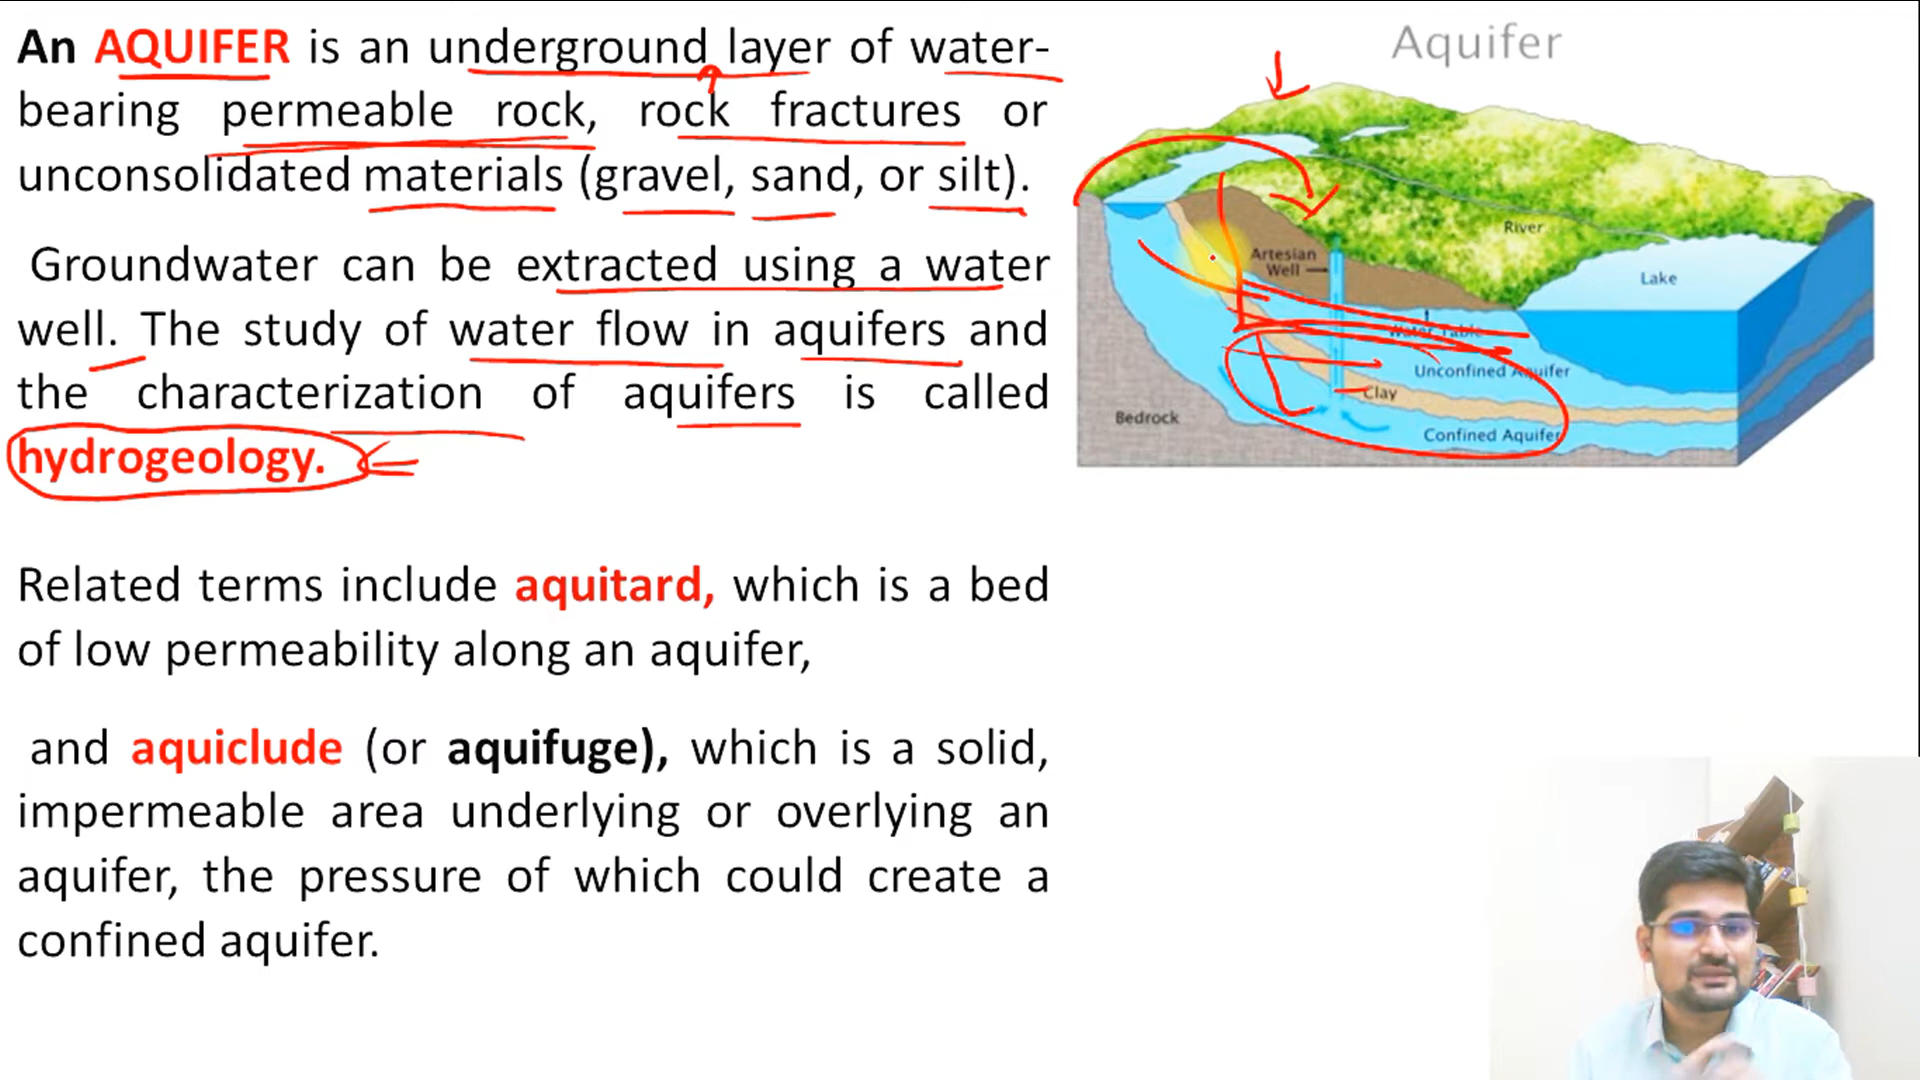 An AQUIFER is an underground layer of water-
bearing permeable rock, rock fractures or
unconsolidated materials (gravel, sand, or silt).
Groundwater can be extracted using a water
well. The study of water flow in aquifers and
the characterization of aquifers is called
hydrogeology.
Related terms include aquitard, which is a bed
of low permeability along an aquifer,
and aquiclude (or aquifuge), which is a solid,
impermeable area underlying or overlying an
aquifer, the pressure of which could create a
confined aquifer.
Aquifer
River
Artesian
Well
Lake
Water Table
Unconfined Aquifer
Clay
Bedrock
Confined Aquifer